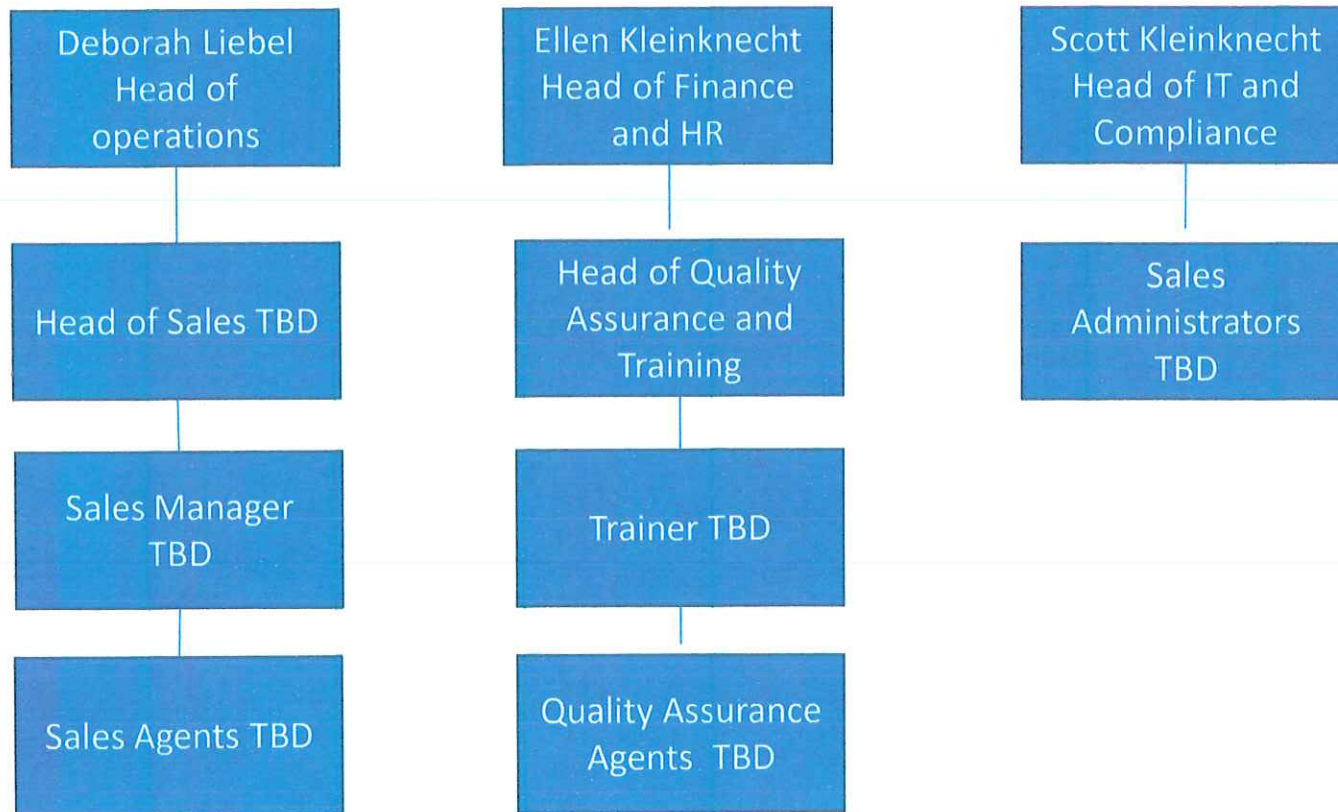 Deborah Liebel
Head of
operations
Ellen Kleinknecht
Head of Finance
and HR
Scott Kleinknecht
Head of IT and
Compliance
Head of Sales TBD
Head of Quality
Assurance and
Training
Sales
Administrators
TBD
Sales Manager
TBD
Trainer TBD
Sales Agents TBD
Quality Assurance
Agents TBD